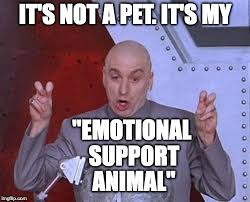 IT'S NOT A PET. IT'S MY
"EMOTIONAL
SUPPORT
ANIMAL"
imgflip.com